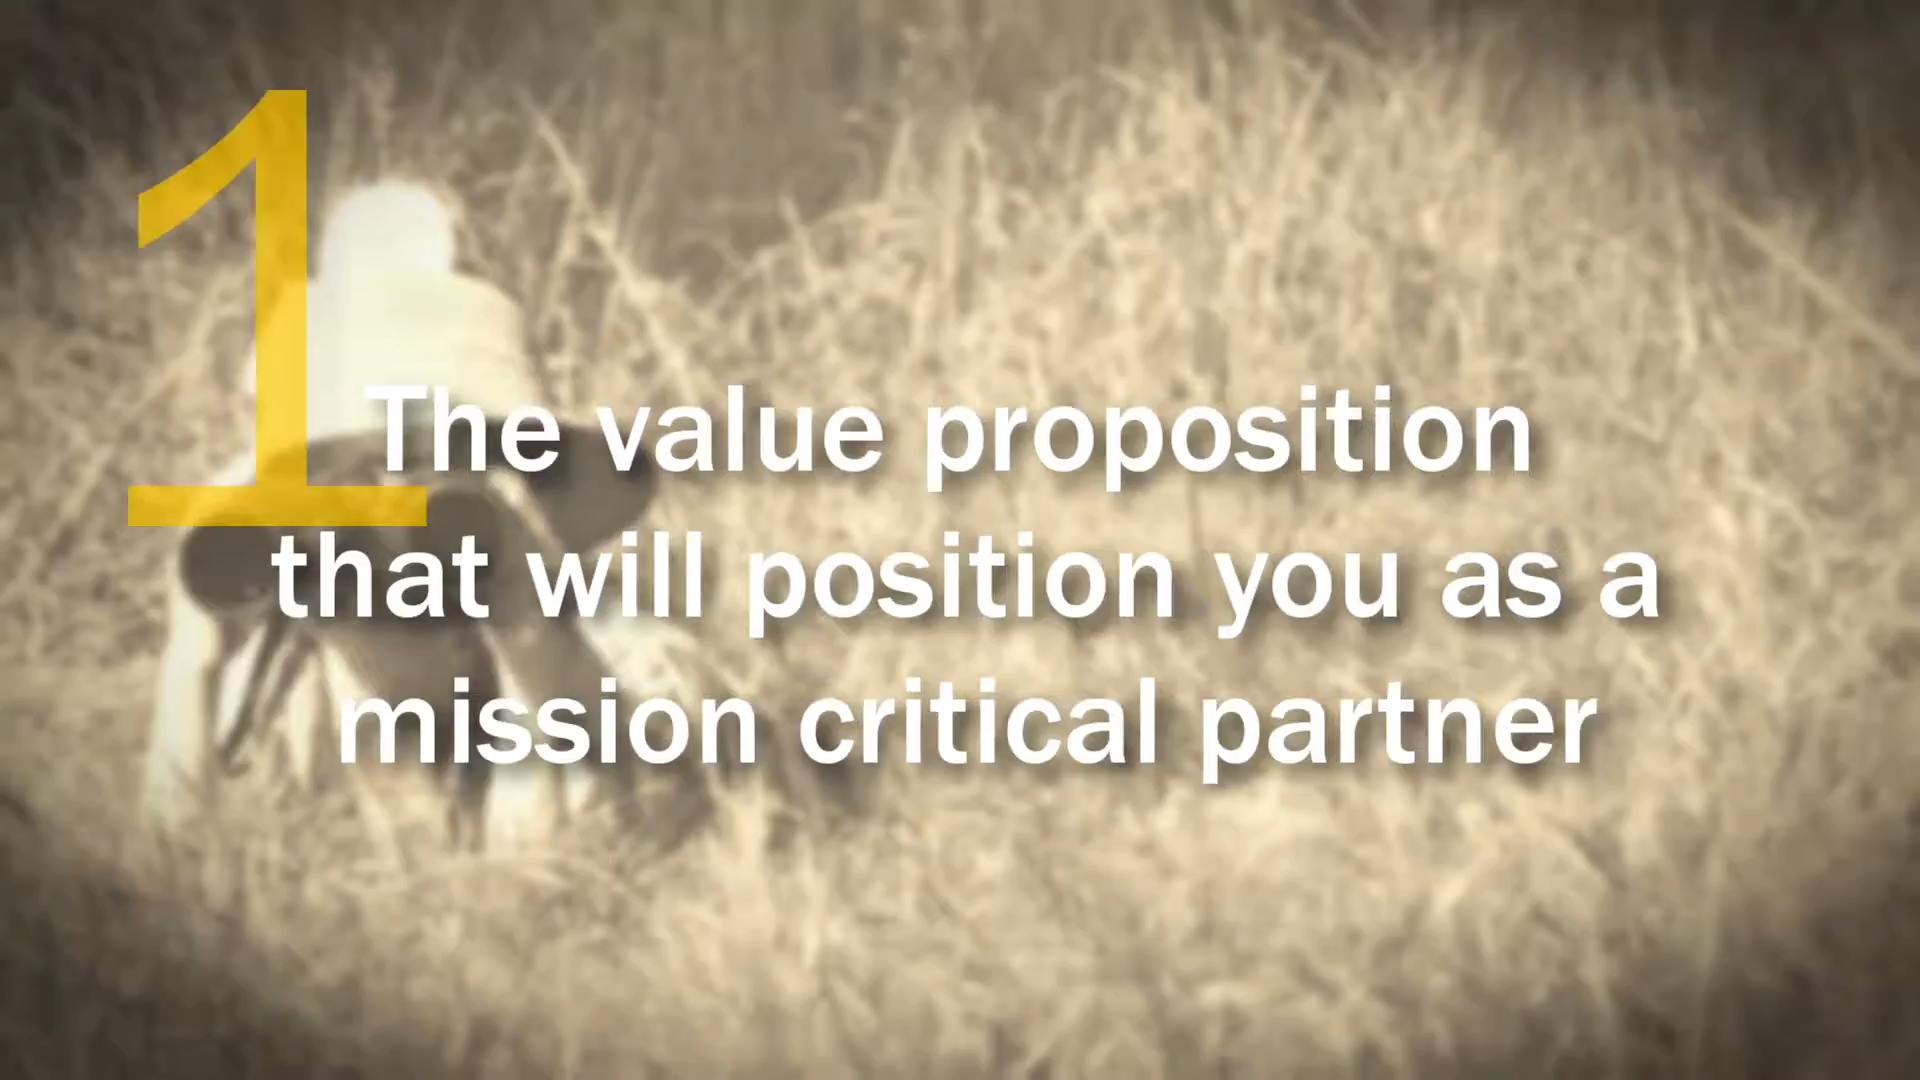 1
The value proposition
that will position you as a
mission critical partner